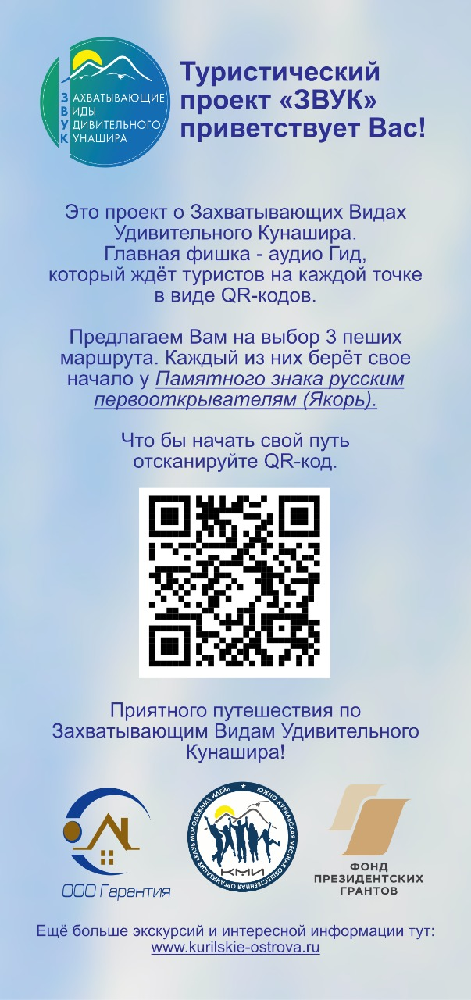 ЗАХВАТЫВАЮЩИЕ
ВИДЫ
УДИВИТЕЛЬНОГО
КУНАШИРА
Туристический
проект «ЗВУК»
приветствует Вас!
Это проект о Захватывающих Видах
Удивительного Кунашира.
Главная фишка - аудио Гид,
который ждёт туристов на каждой точке
в виде QR-кодов.
Предлагаем Вам на выбор 3 пеших
маршрута. Каждый из них берёт свое
начало у Памятного знака русским
первооткрывателям (Якорь).
Что бы начать свой путь
отсканируйте QR-код.
Приятного путешествия по
Захватывающим Видам Удивительного
Кунашира!
ООО Гарантия
ЮЖНО-КУРИЛЬСКАЯ МЕСТНАЯ ОБЩЕСТВЕННАЯ ОРГАНИЗАЦИЯ «КЛУБ МОЛОДЁЖНЫХ ИДЕЙ»
КМИ
ФОНД
ПРЕЗИДЕНТСКИХ
ГРАНТОВ
Ещё больше экскурсий и интересной информации тут:
www.kurilskie-ostrova.ru